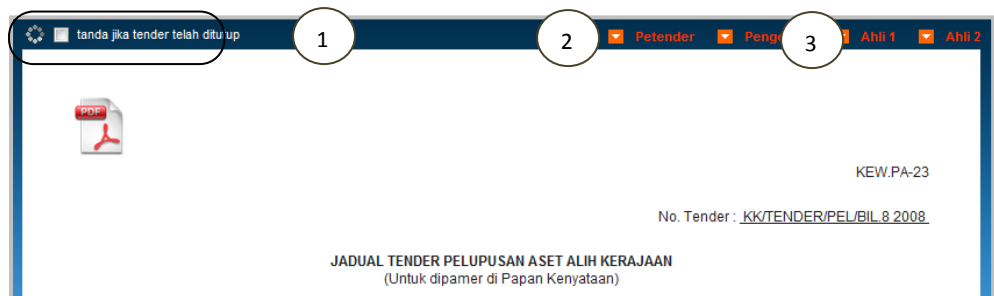 tanda jika tender telah ditutup
1
2
Petender
3
Ahli 1
Ahli 2
PDF
KEW.PA-23
No. Tender : KK/TENDER/PEL/BIL.8 2008
JADUAL TENDER PELUPUSAN ASET ALIH KERAJAAN
(Untuk dipamer di Papan Kenyataan)